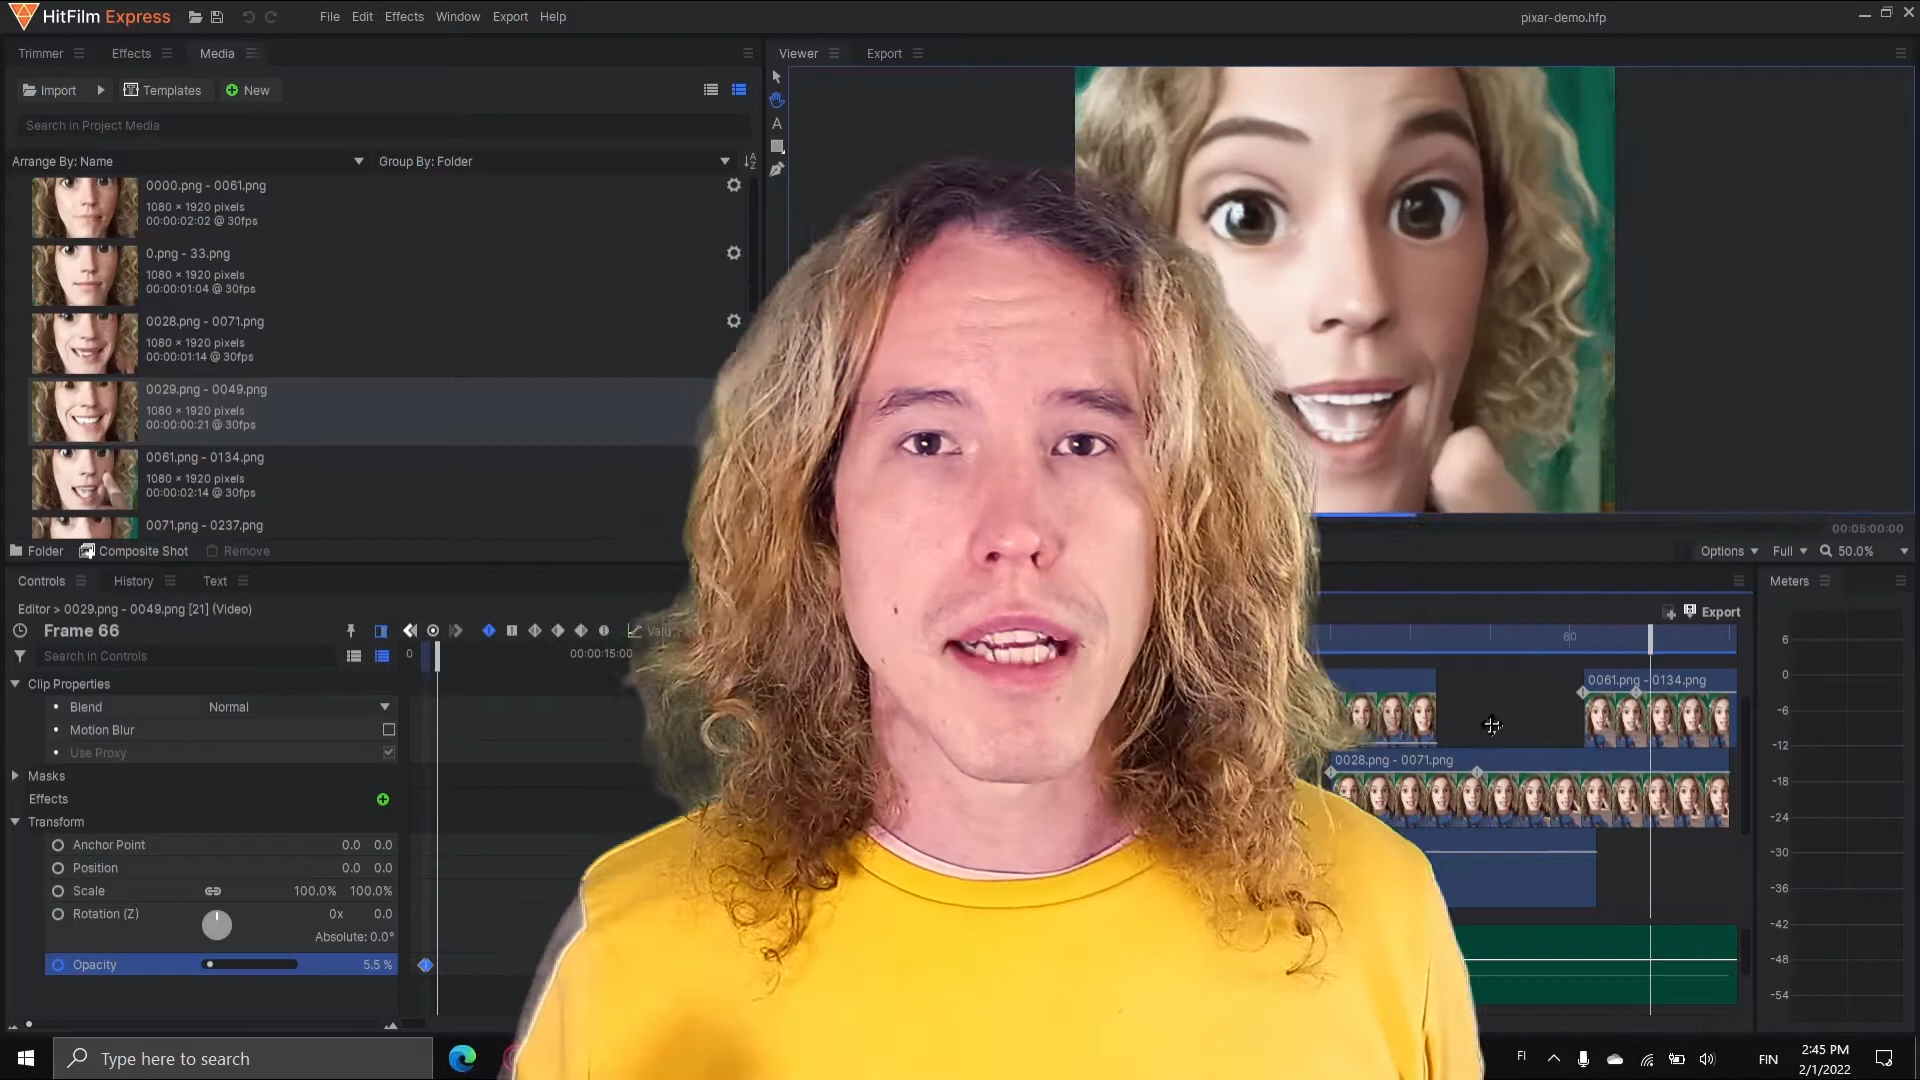 HitFilm Express
File Edit Effects Window Export Help
pixar-demo.hfp
Trimmer Effects Media
Viewer Export
Import Templates New
Search in Project Media
Arrange By: Name Group By: Folder
0000.png - 0061.png
1080 × 1920 pixels
00:00:02:02 @ 30fps
0.png - 33.png
1080 × 1920 pixels
00:00:01:04 @ 30fps
0028.png - 0071.png
1080 × 1920 pixels
00:00:01:14 @ 30fps
0029.png - 0049.png
1080 × 1920 pixels
00:00:00:21 @ 30fps
0061.png - 0134.png
1080 × 1920 pixels
00:00:02:14 @ 30fps
0071.png - 0237.png
Folder Composite Shot Remove
A
00:05:00:00
Options Full 50.0%
Controls History Text
Editor > 0029.png - 0049.png [21] (Video)
Frame 66
Search in Controls
0 00:00:15:00
Clip Properties
Blend Normal
Motion Blur
Use Proxy
Masks
Effects
Transform
Anchor Point 0.0 0.0
Position 0.0 0.0
Scale 100.0% 100.0%
Rotation (Z) 0x 0.0
Absolute: 0.0°
Opacity 5.5 %
Export
60
0061.png - 0134.png
0028.png - 0071.png
Meters
6
0
-6
-12
-18
-24
-30
-36
-42
-48
-54
Type here to search
FI
FIN
2:45 PM
2/1/2022